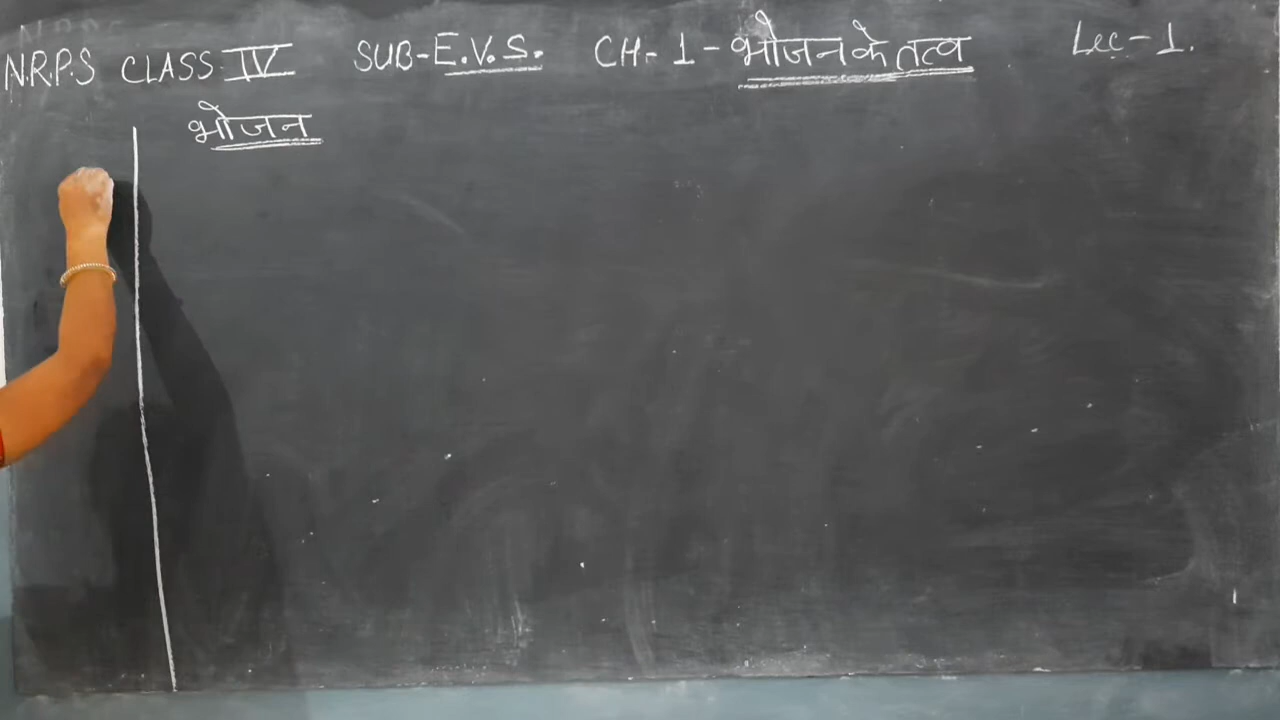 N.R.P.S CLASS IV SUB-E.V.S. CH-1-भोजन के तत्व Lec-1.
भोजन